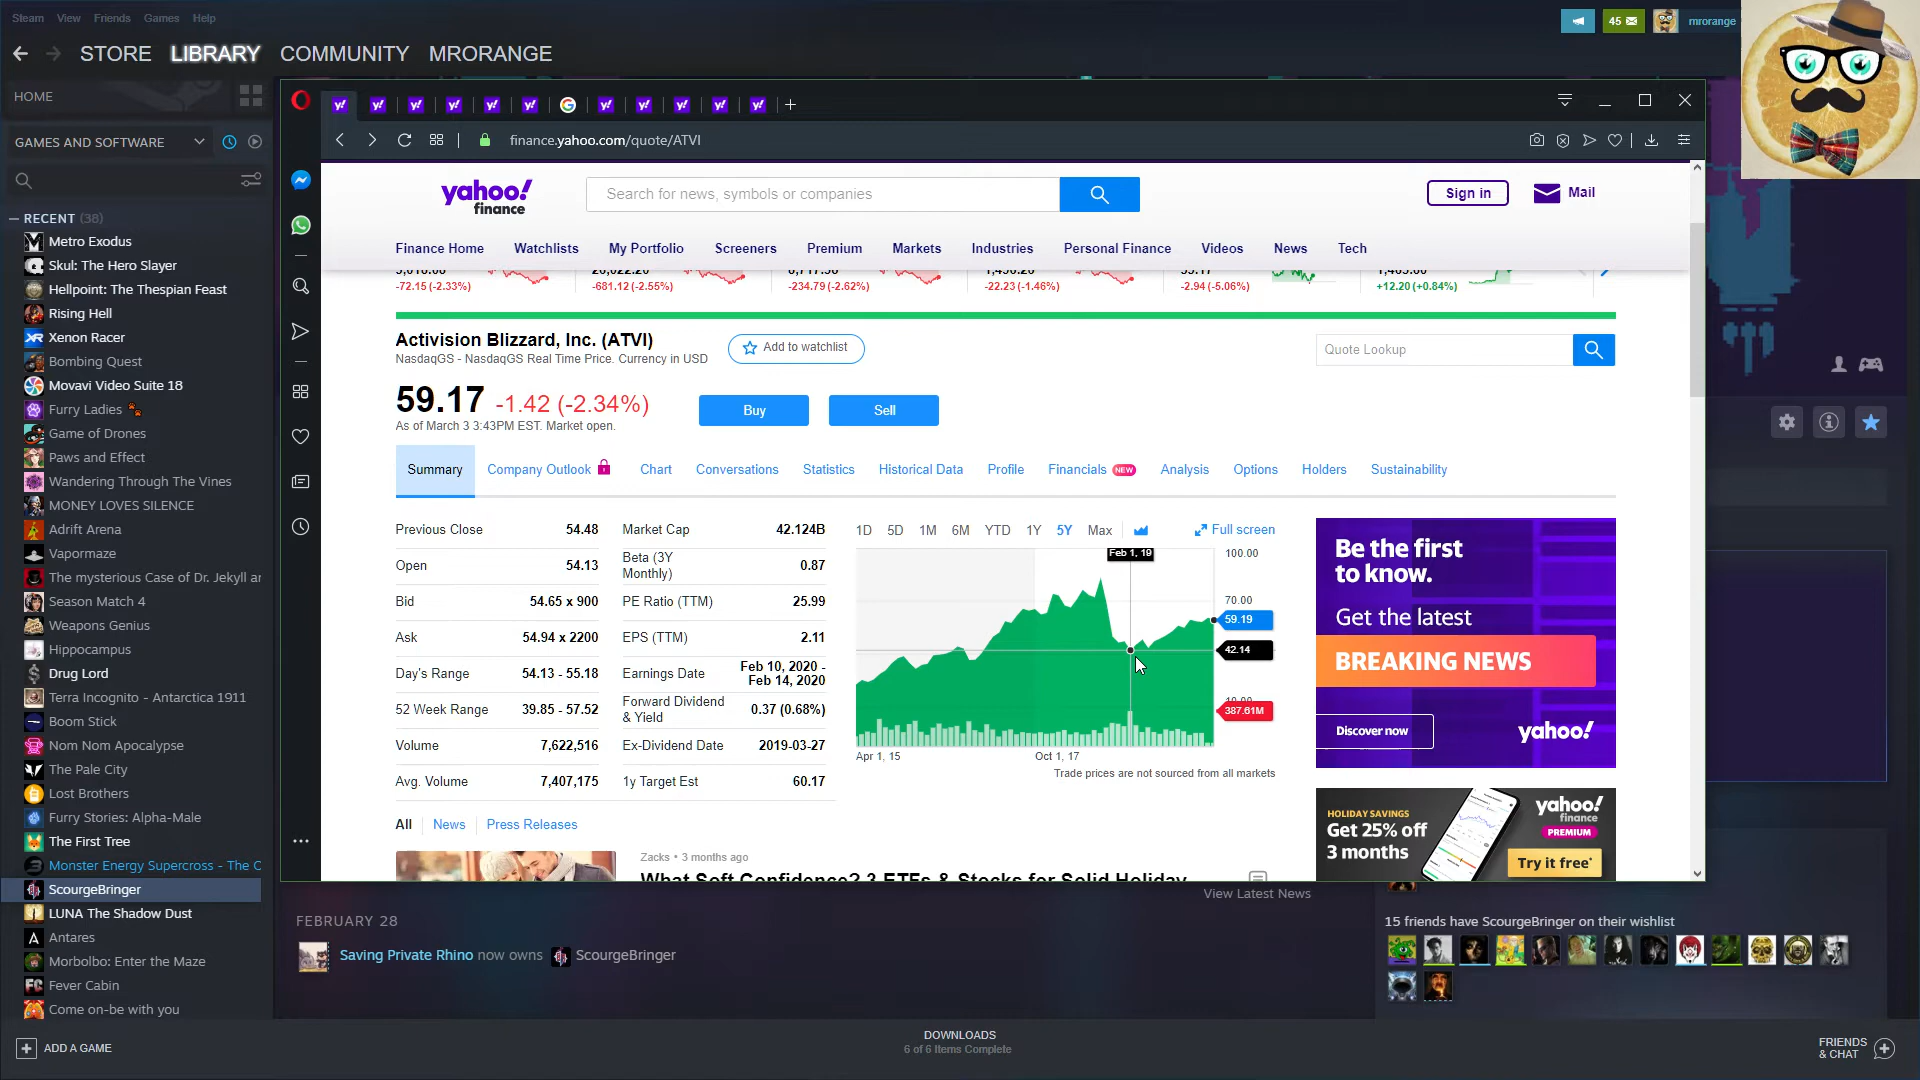 Steam View Friends Games Help
45
mrorange
STORE LIBRARY COMMUNITY MRORANGE
HOME
GAMES AND SOFTWARE
RECENT (38)
Metro Exodus
Skul: The Hero Slayer
Hellpoint: The Thespian Feast
Rising Hell
Xenon Racer
Bombing Quest
Movavi Video Suite 18
Furry Ladies
Game of Drones
Paws and Effect
Wandering Through The Vines
MONEY LOVES SILENCE
Adrift Arena
Vapormaze
The mysterious Case of Dr. Jekyll ar
Season Match 4
Weapons Genius
Hippocampus
Drug Lord
Terra Incognito - Antarctica 1911
Boom Stick
Nom Nom Apocalypse
The Pale City
Lost Brothers
Furry Stories: Alpha-Male
The First Tree
Monster Energy Supercross - The O
ScourgeBringer
LUNA The Shadow Dust
Antares
Morbolbo: Enter the Maze
Fever Cabin
Come on-be with you
ADD A GAME
finance.yahoo.com/quote/ATVI
yahoo!
finance
Search for news, symbols or companies
Sign in
Mail
Finance Home Watchlists My Portfolio Screeners Premium Markets Industries Personal Finance Videos News Tech
-72.15 (-2.33%) -681.12 (-2.55%) -234.79 (-2.62%) -22.23 (-1.46%) -2.94 (-5.06%) +12.20 (+0.84%)
Activision Blizzard, Inc. (ATVI)
NasdaqGS - NasdaqGS Real Time Price. Currency in USD
Add to watchlist
Quote Lookup
59.17 -1.42 (-2.34%)
As of March 3 3:43PM EST. Market open.
Buy
Sell
Summary Company Outlook Chart Conversations Statistics Historical Data Profile Financials NEW Analysis Options Holders Sustainability
Previous Close 54.48
Open 54.13
Bid 54.65 x 900
Ask 54.94 x 2200
Day's Range 54.13 - 55.18
52 Week Range 39.85 - 57.52
Volume 7,622,516
Avg. Volume 7,407,175
Market Cap 42.124B
Beta (3Y Monthly) 0.87
PE Ratio (TTM) 25.99
EPS (TTM) 2.11
Earnings Date Feb 10, 2020 - Feb 14, 2020
Forward Dividend & Yield 0.37 (0.68%)
Ex-Dividend Date 2019-03-27
1y Target Est 60.17
1D 5D 1M 6M YTD 1Y 5Y Max
Full screen
Feb 1, 19
100.00
70.00
59.19
42.14
387.61M
Apr 1, 15 Oct 1, 17
Trade prices are not sourced from all markets
Be the first
to know.
Get the latest
BREAKING NEWS
Discover now
yahoo!
HOLIDAY SAVINGS
Get 25% off
3 months
yahoo!
finance
PREMIUM
Try it free*
All News Press Releases
Zacks • 3 months ago
What Soft Confidence? 3 ETFs & Stocks for Solid Holiday
View Latest News
FEBRUARY 28
Saving Private Rhino now owns ScourgeBringer
15 friends have ScourgeBringer on their wishlist
DOWNLOADS
6 of 6 Items Complete
FRIENDS
& CHAT